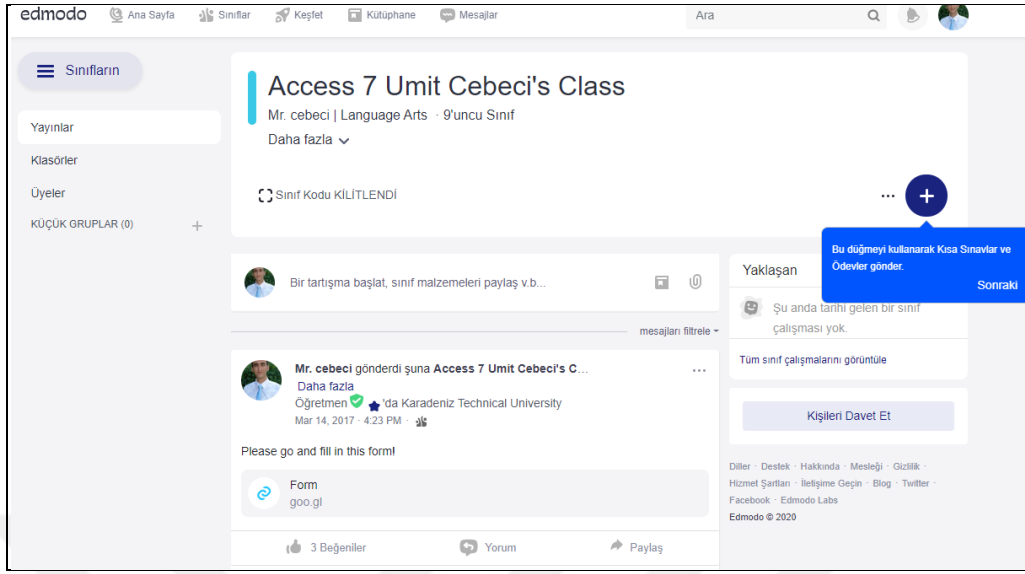 edmodo Ana Sayfa Sınıflar Keşfet Kütüphane Mesajlar Ara
Sınıfların
Yayınlar
Klasörler
Üyeler
KÜÇÜK GRUPLAR (0) +
Access 7 Umit Cebeci's Class
Mr. cebeci | Language Arts · 9'uncu Sınıf
Daha fazla
Sınıf Kodu KİLİTLENDİ
Bu düğmeyi kullanarak Kısa Sınavlar ve
Ödevler gönder.
Sonraki
Bir tartışma başlat, sınıf malzemeleri paylaş v.b...
mesajları filtrele
Mr. cebeci gönderdi şuna Access 7 Umit Cebeci's C...
Daha fazla
Öğretmen 'da Karadeniz Technical University
Mar 14, 2017 · 4:23 PM ·
Please go and fill in this form!
Form
goo.gl
3 Beğeniler Yorum Paylaş
Yaklaşan
Şu anda tarihi gelen bir sınıf
çalışması yok.
Tüm sınıf çalışmalarını görüntüle
Kişileri Davet Et
Diller · Destek · Hakkında · Mesleği · Gizlilik ·
Hizmet Şartları · İletişime Geçin · Blog · Twitter ·
Facebook · Edmodo Labs
Edmodo © 2020